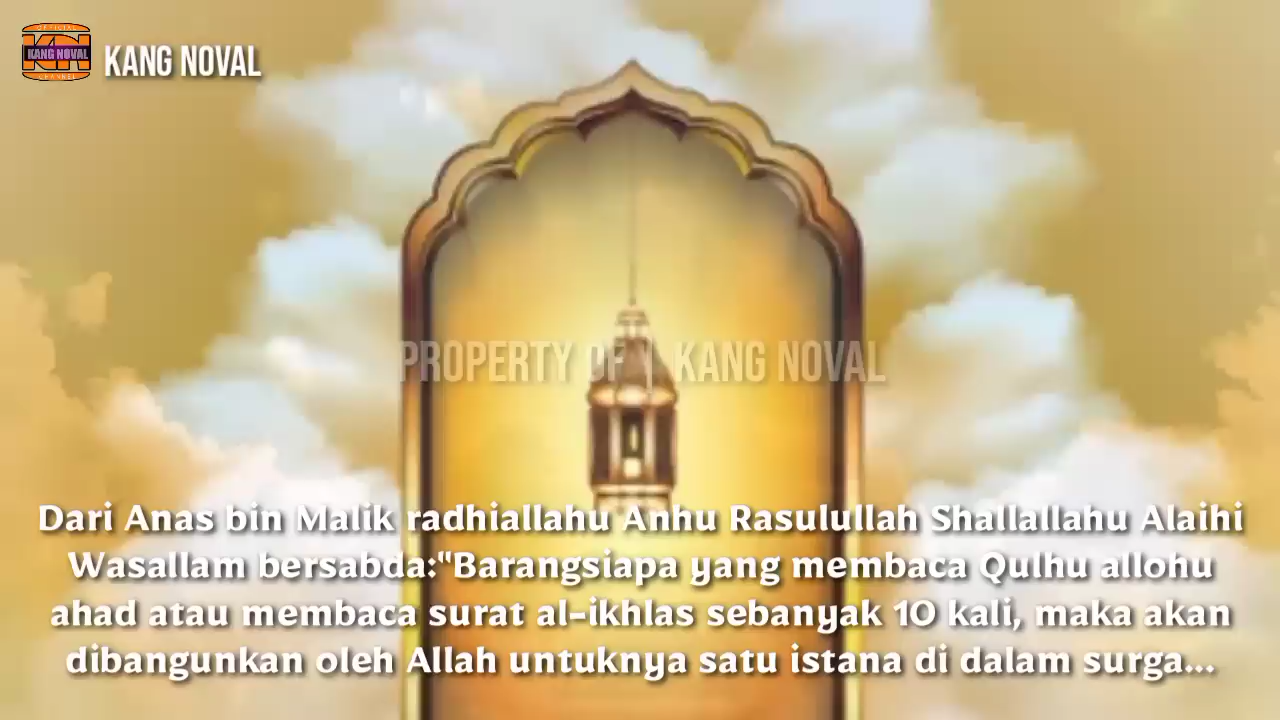 OFFICIAL
KANG NOVAL
CHANNEL
KANG NOVAL
PROPERTY OF | KANG NOVAL
Dari Anas bin Malik radhiallahu Anhu Rasulullah Shallallahu Alaihi
Wasallam bersabda:"Barangsiapa yang membaca Qulhu allohu
ahad atau membaca surat al-ikhlas sebanyak 10 kali, maka akan
dibangunkan oleh Allah untuknya satu istana di dalam surga...